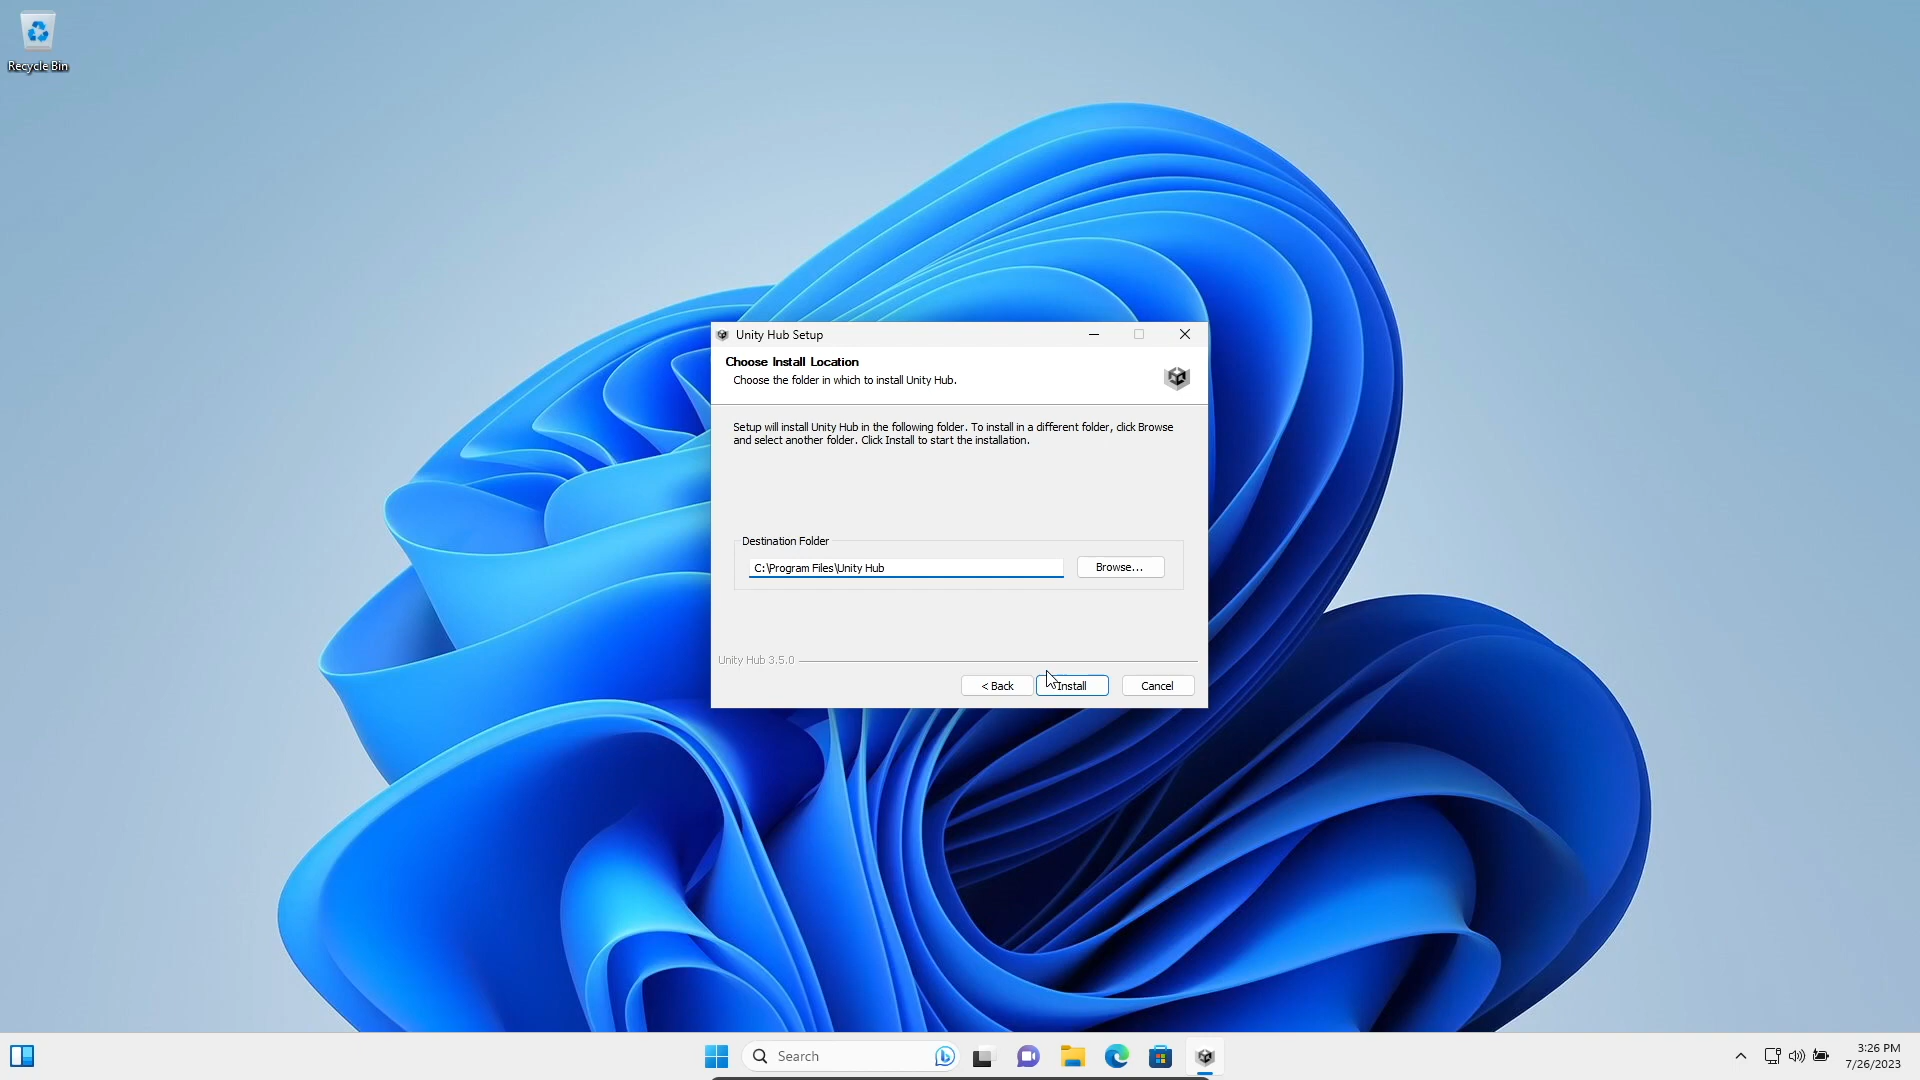 Recycle Bin
Unity Hub Setup
Choose Install Location
Choose the folder in which to install Unity Hub.
Setup will install Unity Hub in the following folder. To install in a different folder, click Browse
and select another folder. Click Install to start the installation.
Destination Folder
C:\Program Files\Unity Hub
Browse...
Unity Hub 3.5.0
< Back
Install
Cancel
Search
3:26 PM
7/26/2023